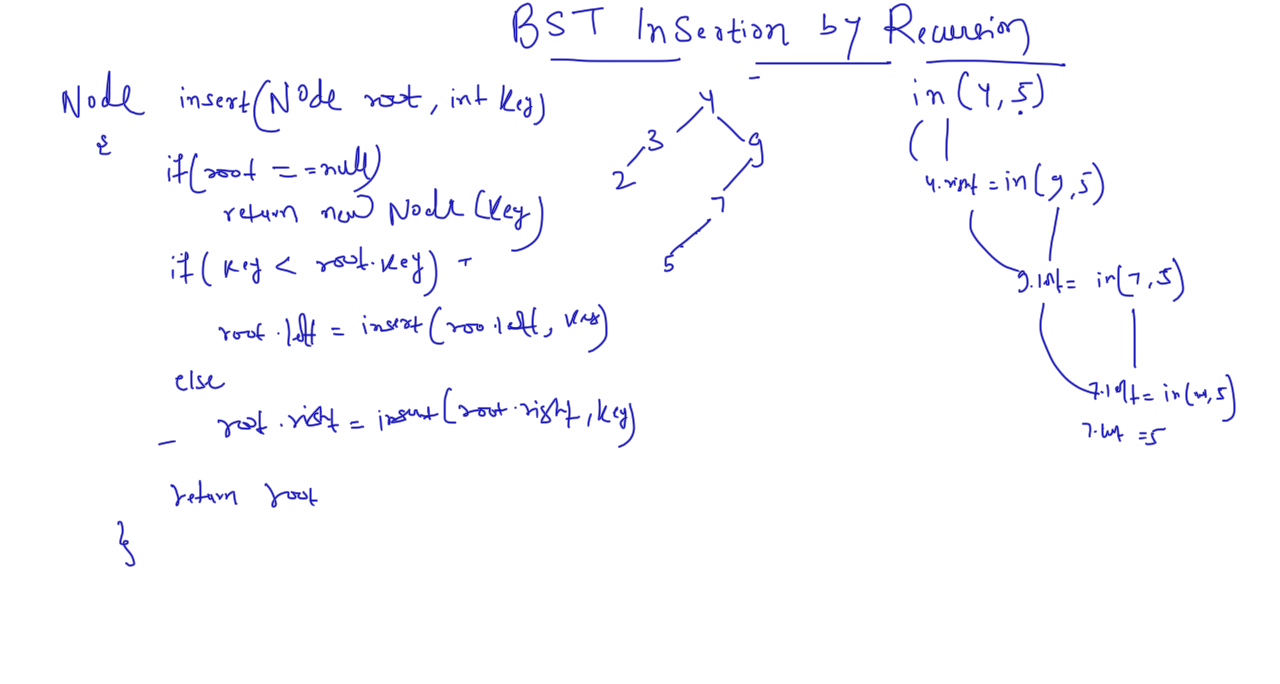 BST Insertion by Recursion
Node insert(Node root, int key)
{
if(root == null)
return new Node(key)
if(key < root.key)
root.left = insert(roo.left, key)
else
root.right = insert(root.right, key)
return root
}
4
3
9
2
7
5
in(4,5)
4.right = in(9,5)
9.left = in(7,5)
7.left = in(
,5)
7.left = 5